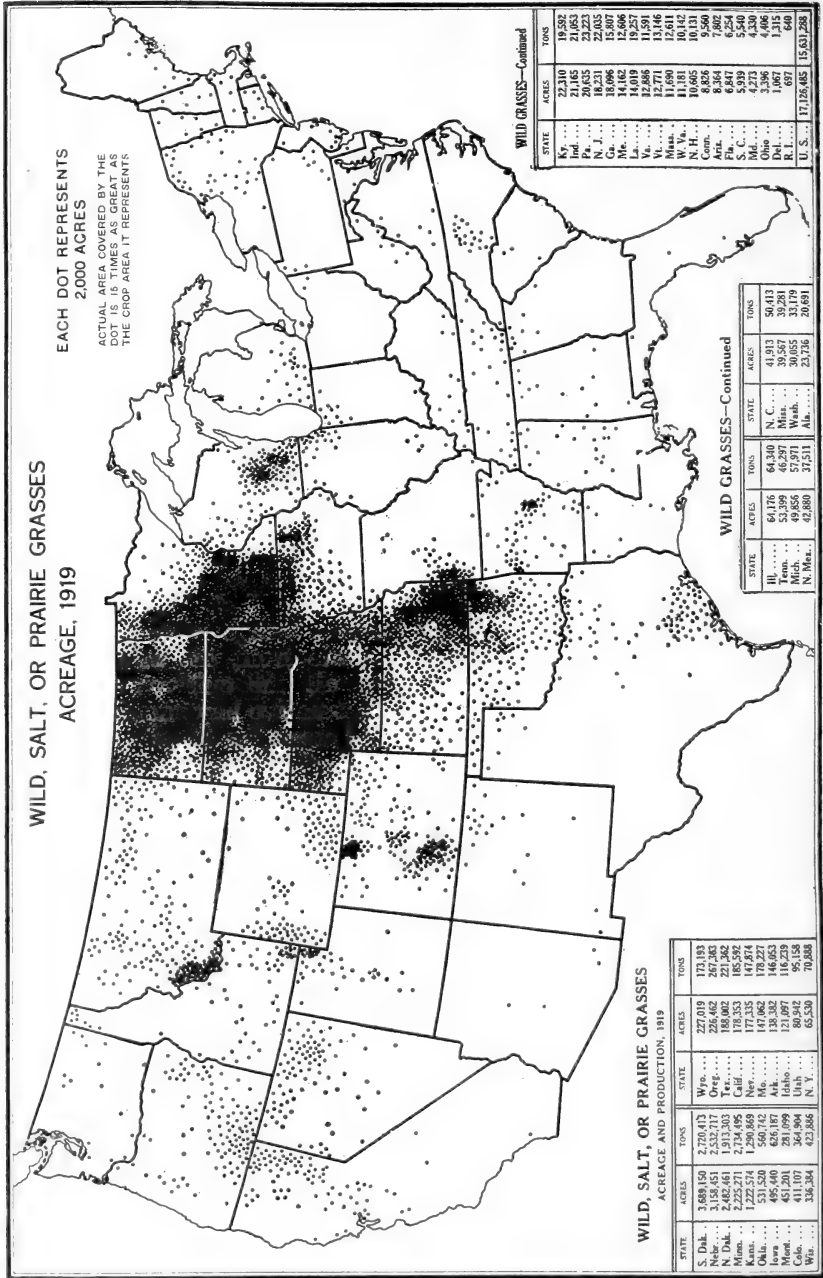 WILD, SALT, OR PRAIRIE GRASSES
ACREAGE, 1919
EACH DOT REPRESENTS
2,000 ACRES
ACTUAL AREA COVERED BY THE
DOT IS 15 TIMES AS GREAT AS
THE CROP AREA IT REPRESENTS
WILD, SALT, OR PRAIRIE GRASSES
ACREAGE AND PRODUCTION, 1919
STATE ACRES TONS STATE ACRES TONS
S. Dak. 3,689,150 2,720,413 Wyo. ... 227,019 173,193
Nebr... 3,158,451 2,532,717 Oreg.... 226,462 267,383
N. Dak. 2,482,461 1,913,303 Tex..... 188,002 221,362
Minn. 2,225,271 2,734,495 Calif.... 178,353 185,592
Kans... 1,222,574 1,290,869 Nev.... 177,335 147,874
Okla.... 531,520 560,742 Mo..... 147,062 178,227
Iowa ... 495,440 626,187 Ark..... 138,382 146,053
Mont... 451,201 281,099 Idaho... 121,097 116,239
Colo.... 411,107 364,904 Utah ... 80,942 95,158
Wis..... 336,384 423,886 N. Y.... 65,530 70,888
WILD GRASSES—Continued
STATE ACRES TONS STATE ACRES TONS
Ill....... 64,176 64,340 N. C..... 41,913 50,413
Tenn. ... 53,399 46,297 Miss. ... 39,567 39,281
Mich. ... 49,856 57,971 Wash. .. 30,055 33,179
N. Mex.. 42,880 37,511 Ala. .... 23,736 20,691
WILD GRASSES—Continued
STATE ACRES TONS
Ky. .... 22,310 19,592
Ind. ... 21,165 21,053
Pa. .... 20,635 23,223
N. J. ... 18,231 22,035
Ga. .... 18,096 15,807
Me. ... 14,162 12,606
La. .... 14,019 19,257
Va. .... 12,886 11,591
Vt. .... 12,771 13,146
Mass. .. 11,690 12,611
W. Va.. 11,181 10,142
N. H. .. 10,605 10,131
Conn. .. 8,826 9,560
Ariz. ... 8,364 7,802
Fla. .... 6,847 6,254
S. C. ... 5,939 5,540
Md. .... 4,273 4,330
Ohio ... 3,396 4,406
Del. .... 1,067 1,315
R. I. .... 697 640
U. S. .. 17,126,485 15,631,288